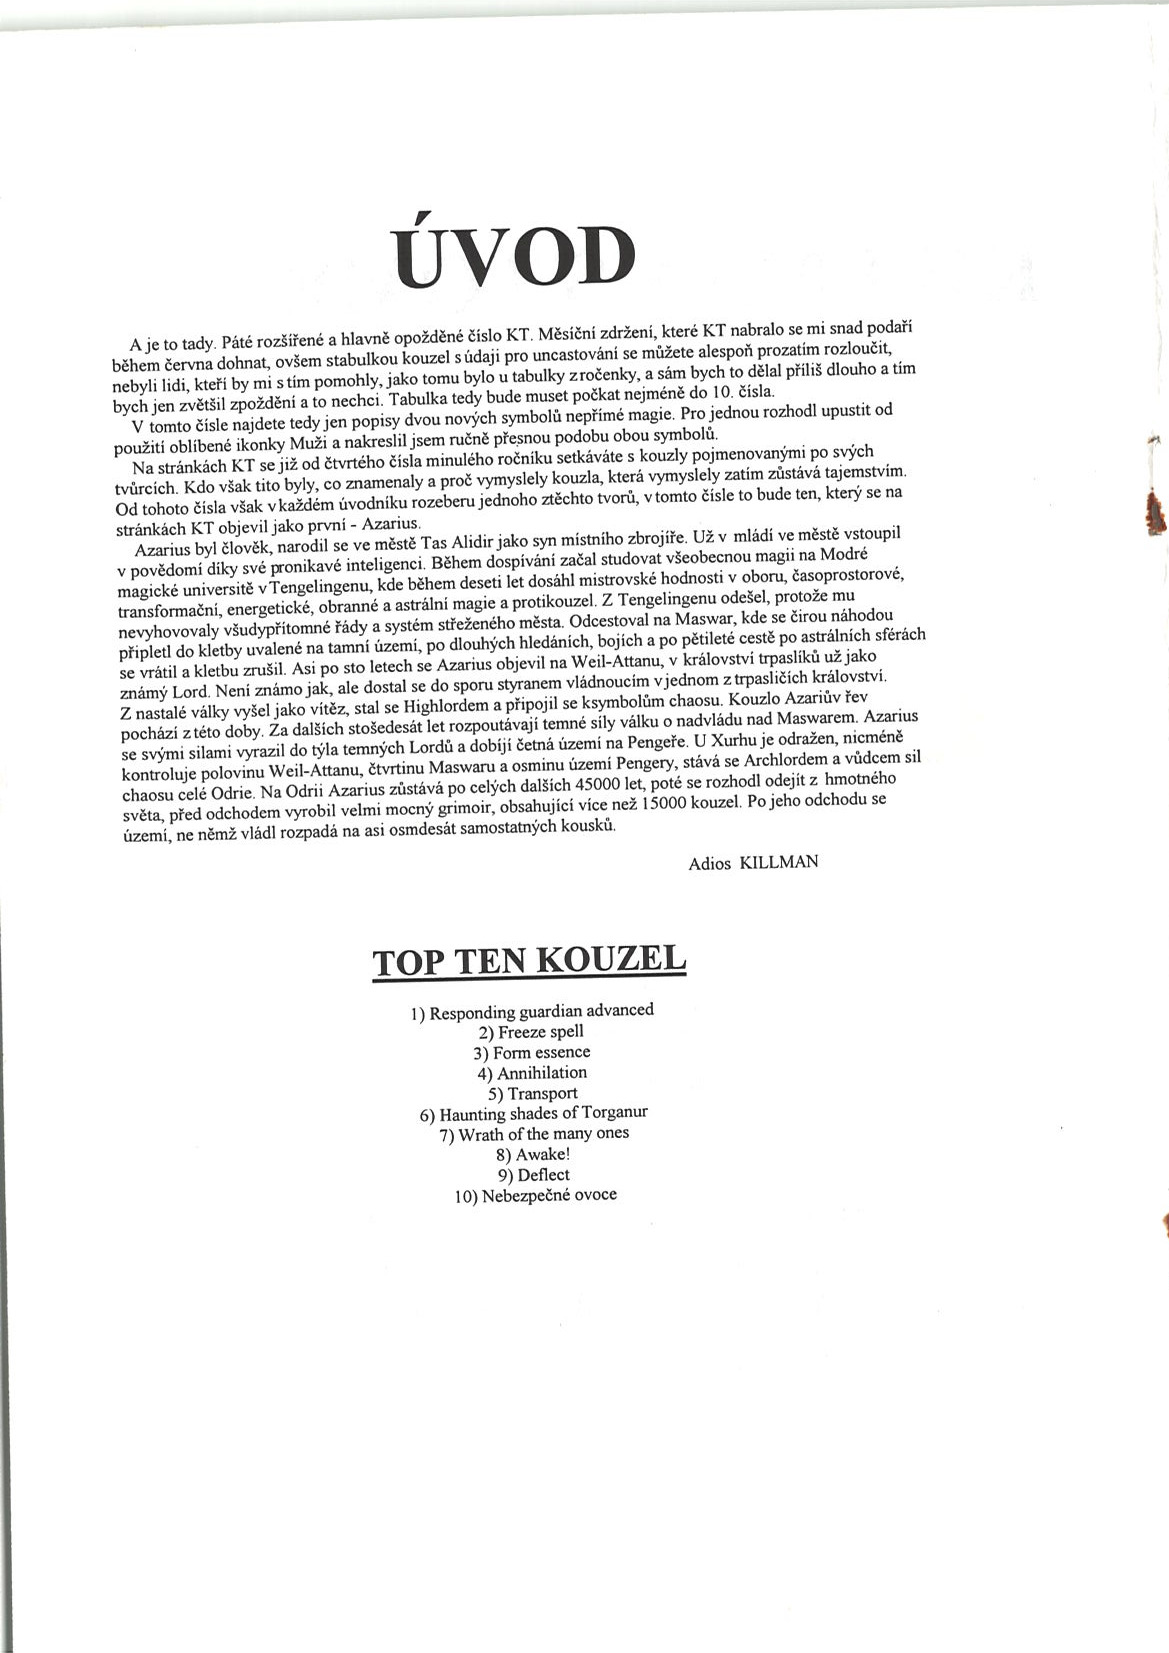 ÚVOD
A je to tady. Páté rozšířené a hlavně opožděné číslo KT. Měsíční zdržení, které KT nabralo se mi snad podaří
během června dohnat, ovšem stabulkou kouzel s údaji pro uncastování se můžete alespoň prozatím rozloučit,
nebyli lidi, kteří by mi s tím pomohly, jako tomu bylo u tabulky z ročenky, a sám bych to dělal příliš dlouho a tím
bych jen zvětšil zpoždění a to nechci. Tabulka tedy bude muset počkat nejméně do 10. čísla.
V tomto čísle najdete tedy jen popisy dvou nových symbolů nepřímé magie. Pro jednou rozhodl upustit od
použití oblíbené ikonky Muži a nakreslil jsem ručně přesnou podobu obou symbolů.
Na stránkách KT se již od čtvrtého čísla minulého ročníku setkáváte s kouzly pojmenovanými po svých
tvůrcích. Kdo však tito byly, co znamenaly a proč vymyslely kouzla, která vymyslely zatím zůstává tajemstvím.
Od tohoto čísla však v každém úvodníku rozeberu jednoho ztěchto tvorů, v tomto čísle to bude ten, který se na
stránkách KT objevil jako první - Azarius.
Azarius byl člověk, narodil se ve městě Tas Alidir jako syn místního zbrojíře. Už v mládí ve městě vstoupil
v povědomí díky své pronikavé inteligenci. Během dospívání začal studovat všeobecnou magii na Modré
magické universitě v Tengelingenu, kde během deseti let dosáhl mistrovské hodnosti v oboru, časoprostorové,
transformační, energetické, obranné a astrální magie a protikouzel. Z Tengelingenu odešel, protože mu
nevyhovovaly všudypřítomné řády a systém střeženého města. Odcestoval na Maswar, kde se čirou náhodou
připletl do kletby uvalené na tamní území, po dlouhých hledáních, bojích a po pětileté cestě po astrálních sférách
se vrátil a kletbu zrušil. Asi po sto letech se Azarius objevil na Weil-Attanu, v království trpaslíků už jako
známý Lord. Není známo jak, ale dostal se do sporu styranem vládnoucím v jednom z trpasličích království.
Z nastalé války vyšel jako vítěz, stal se Highlordem a připojil se ksymbolům chaosu. Kouzlo Azariův řev
pochází z této doby. Za dalších stošedesát let rozpoutávají temné síly válku o nadvládu nad Maswarem. Azarius
se svými silami vyrazil do týla temných Lordů a dobíjí četná území na Pengeře. U Xurhu je odražen, nicméně
kontroluje polovinu Weil-Attanu, čtvrtinu Maswaru a osminu území Pengery, stává se Archlordem a vůdcem sil
chaosu celé Odrie. Na Odrii Azarius zůstává po celých dalších 45000 let, poté se rozhodl odejít z hmotného
světa, před odchodem vyrobil velmi mocný grimoir, obsahující více než 15000 kouzel. Po jeho odchodu se
území, ne němž vládl rozpadá na asi osmdesát samostatných kousků.
Adios KILLMAN
TOP TEN KOUZEL
1) Responding guardian advanced
2) Freeze spell
3) Form essence
4) Annihilation
5) Transport
6) Haunting shades of Torganur
7) Wrath of the many ones
8) Awake!
9) Deflect
10) Nebezpečné ovoce